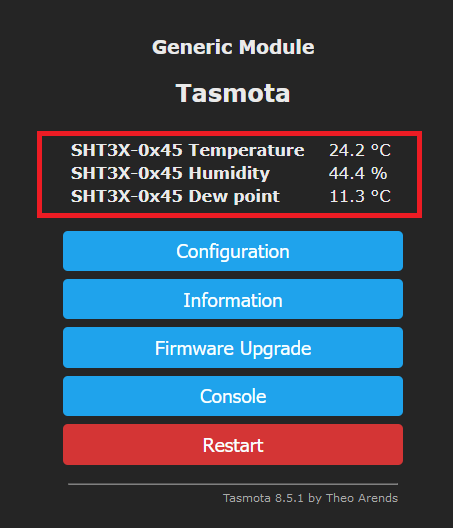 Generic Module
Tasmota
SHT3X-0x45 Temperature 24.2 °C
SHT3X-0x45 Humidity 44.4 %
SHT3X-0x45 Dew point 11.3 °C
Configuration
Information
Firmware Upgrade
Console
Restart
Tasmota 8.5.1 by Theo Arends